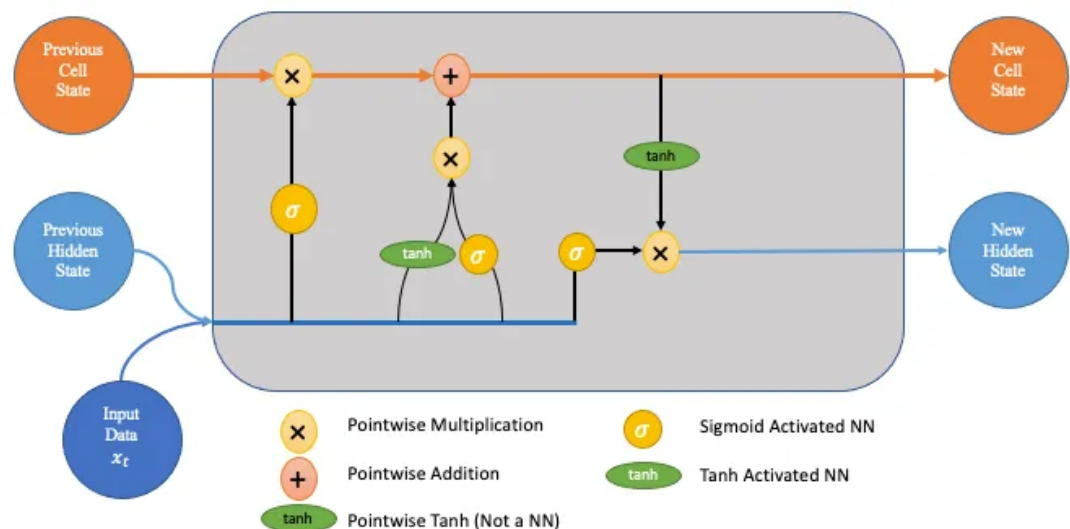 Previous
Cell
State
×
+
New
Cell
State
×
tanh
σ
Previous
Hidden
State
tanh
σ
σ
×
New
Hidden
State
Input
Data
xₜ
×
Pointwise Multiplication
σ
Sigmoid Activated NN
+
Pointwise Addition
tanh
Tanh Activated NN
tanh
Pointwise Tanh (Not a NN)